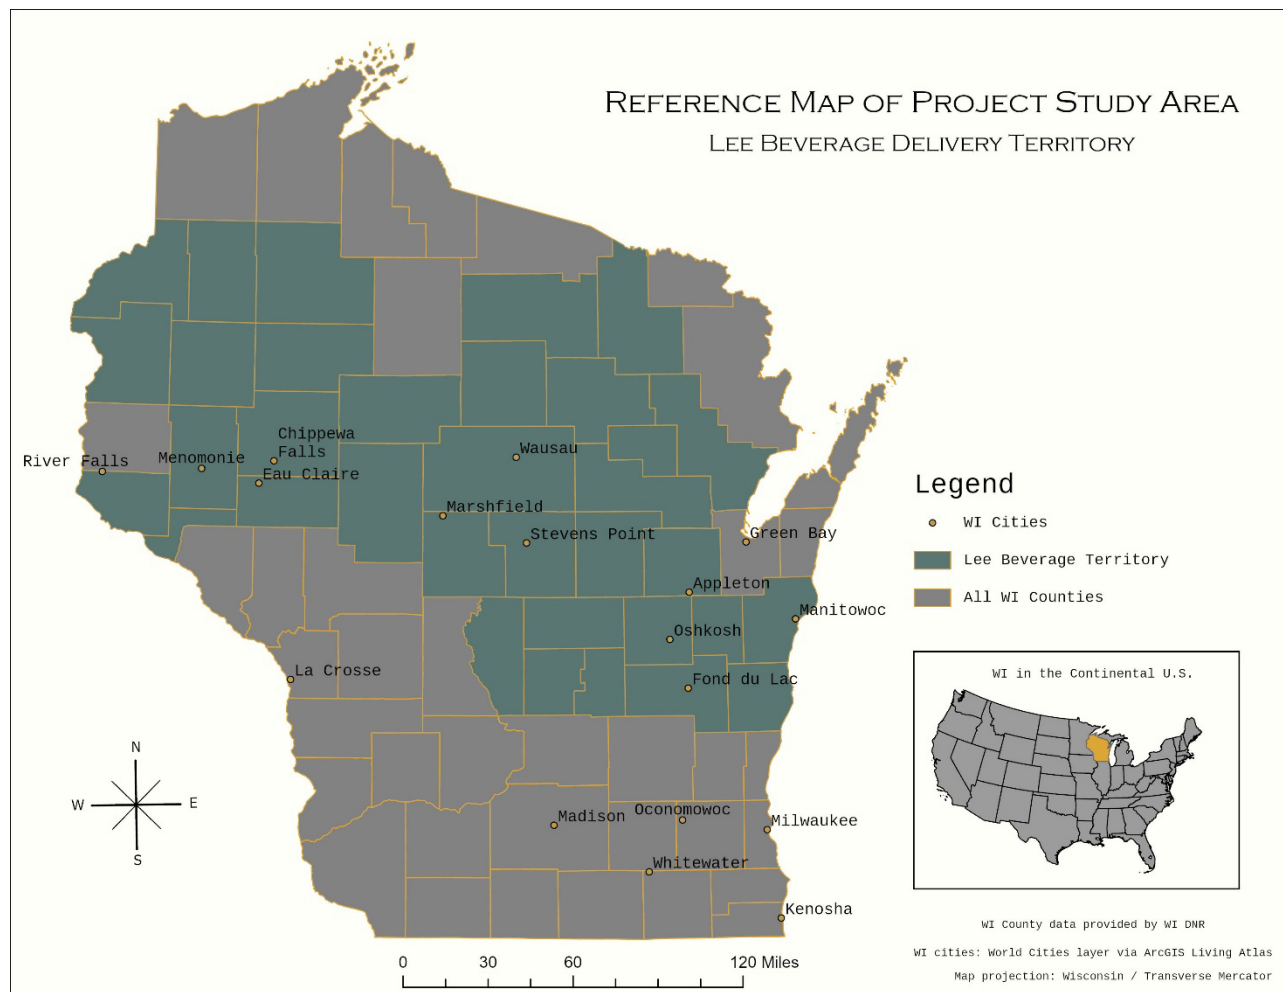 Reference Map of Project Study Area
Lee Beverage Delivery Territory
Chippewa
Falls
River Falls
Menomonie
Eau Claire
Wausau
Marshfield
Stevens Point
Green Bay
Appleton
Manitowoc
Oshkosh
La Crosse
Fond du Lac
Madison
Oconomowoc
Milwaukee
Whitewater
Kenosha
Legend
WI Cities
Lee Beverage Territory
All WI Counties
WI in the Continental U.S.
N
W E
S
0 30 60 120 Miles
WI County data provided by WI DNR
WI cities: World Cities layer via ArcGIS Living Atlas
Map projection: Wisconsin / Transverse Mercator